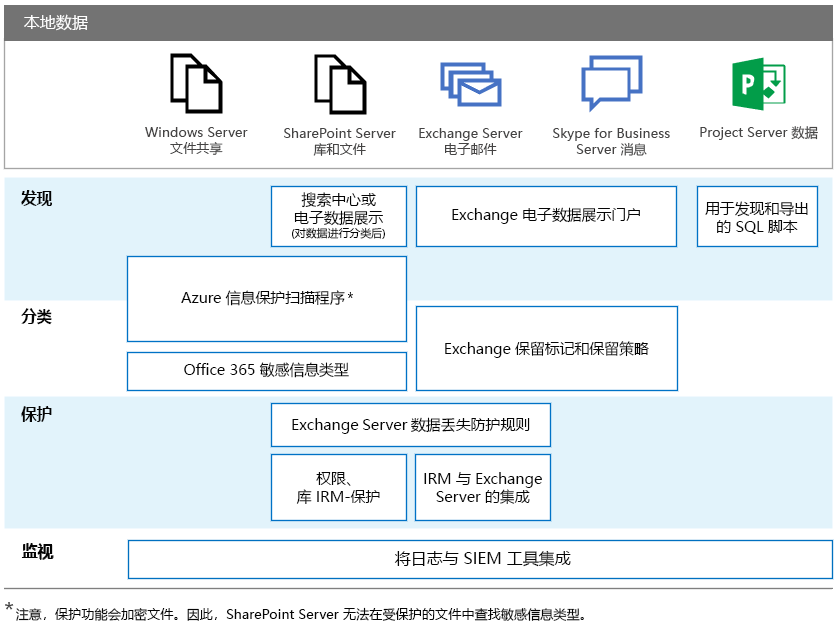 本地数据
Windows Server
文件共享
SharePoint Server
库和文件
Exchange Server
电子邮件
Skype for Business
Server 消息
Project Server 数据
发现
搜索中心或
电子数据展示
(对数据进行分类后)
Exchange 电子数据展示门户
用于发现和导出
的 SQL 脚本
Azure 信息保护扫描程序*
分类
Exchange 保留标记和保留策略
Office 365 敏感信息类型
保护
Exchange Server 数据丢失防护规则
权限、
库 IRM-保护
IRM 与 Exchange
Server 的集成
监视
将日志与 SIEM 工具集成
*注意，保护功能会加密文件。因此，SharePoint Server 无法在受保护的文件中查找敏感信息类型。